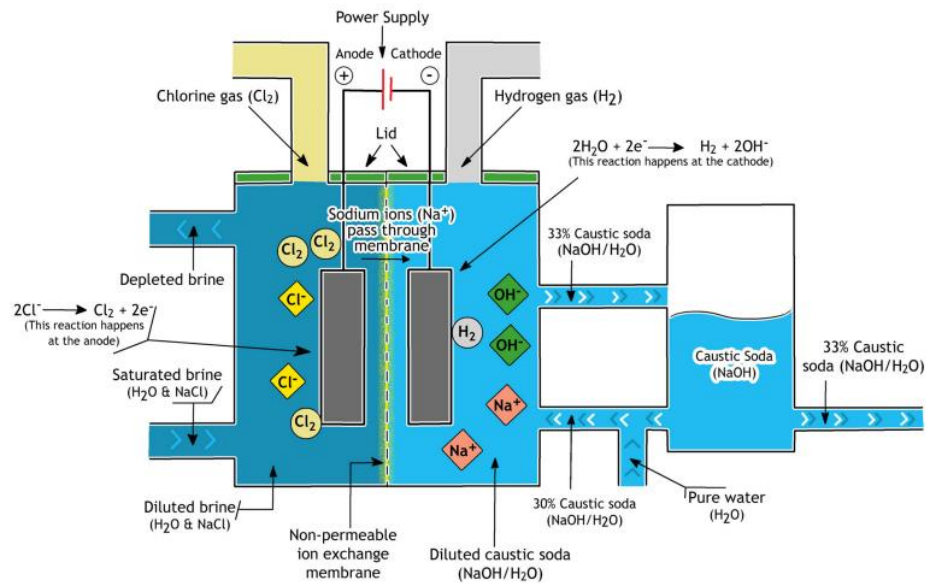 Power Supply
Anode
Cathode
+
-
Chlorine gas (Cl₂)
Hydrogen gas (H₂)
Lid
2H₂O + 2e⁻ → H₂ + 2OH⁻
(This reaction happens at the cathode)
Sodium ions (Na⁺)
pass through
membrane
Cl₂
Cl₂
Depleted brine
33% Caustic soda
(NaOH/H₂O)
2Cl⁻ → Cl₂ + 2e⁻
(This reaction happens
at the anode)
Cl⁻
OH⁻
H₂
OH⁻
Caustic Soda
(NaOH)
33% Caustic
soda (NaOH/H₂O)
Saturated brine
(H₂O & NaCl)
Cl⁻
Cl₂
Na⁺
Na⁺
Diluted brine
(H₂O & NaCl)
Non-permeable
ion exchange
membrane
Diluted caustic soda
(NaOH/H₂O)
30% Caustic soda
(NaOH/H₂O)
Pure water
(H₂O)